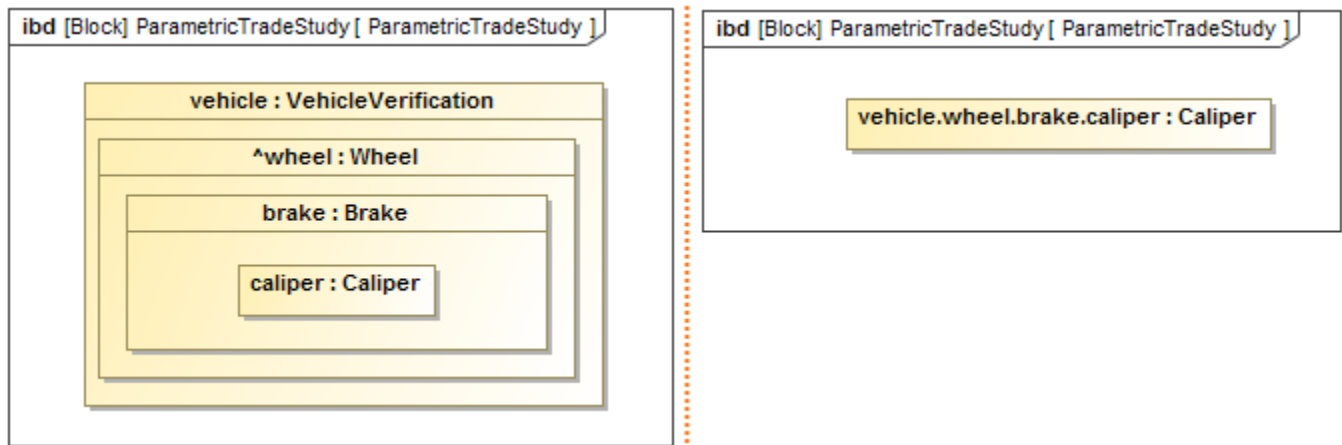 ibd [Block] ParametricTradeStudy [ ParametricTradeStudy ]
vehicle : VehicleVerification
^wheel : Wheel
brake : Brake
caliper : Caliper
ibd [Block] ParametricTradeStudy [ ParametricTradeStudy ]
vehicle.wheel.brake.caliper : Caliper